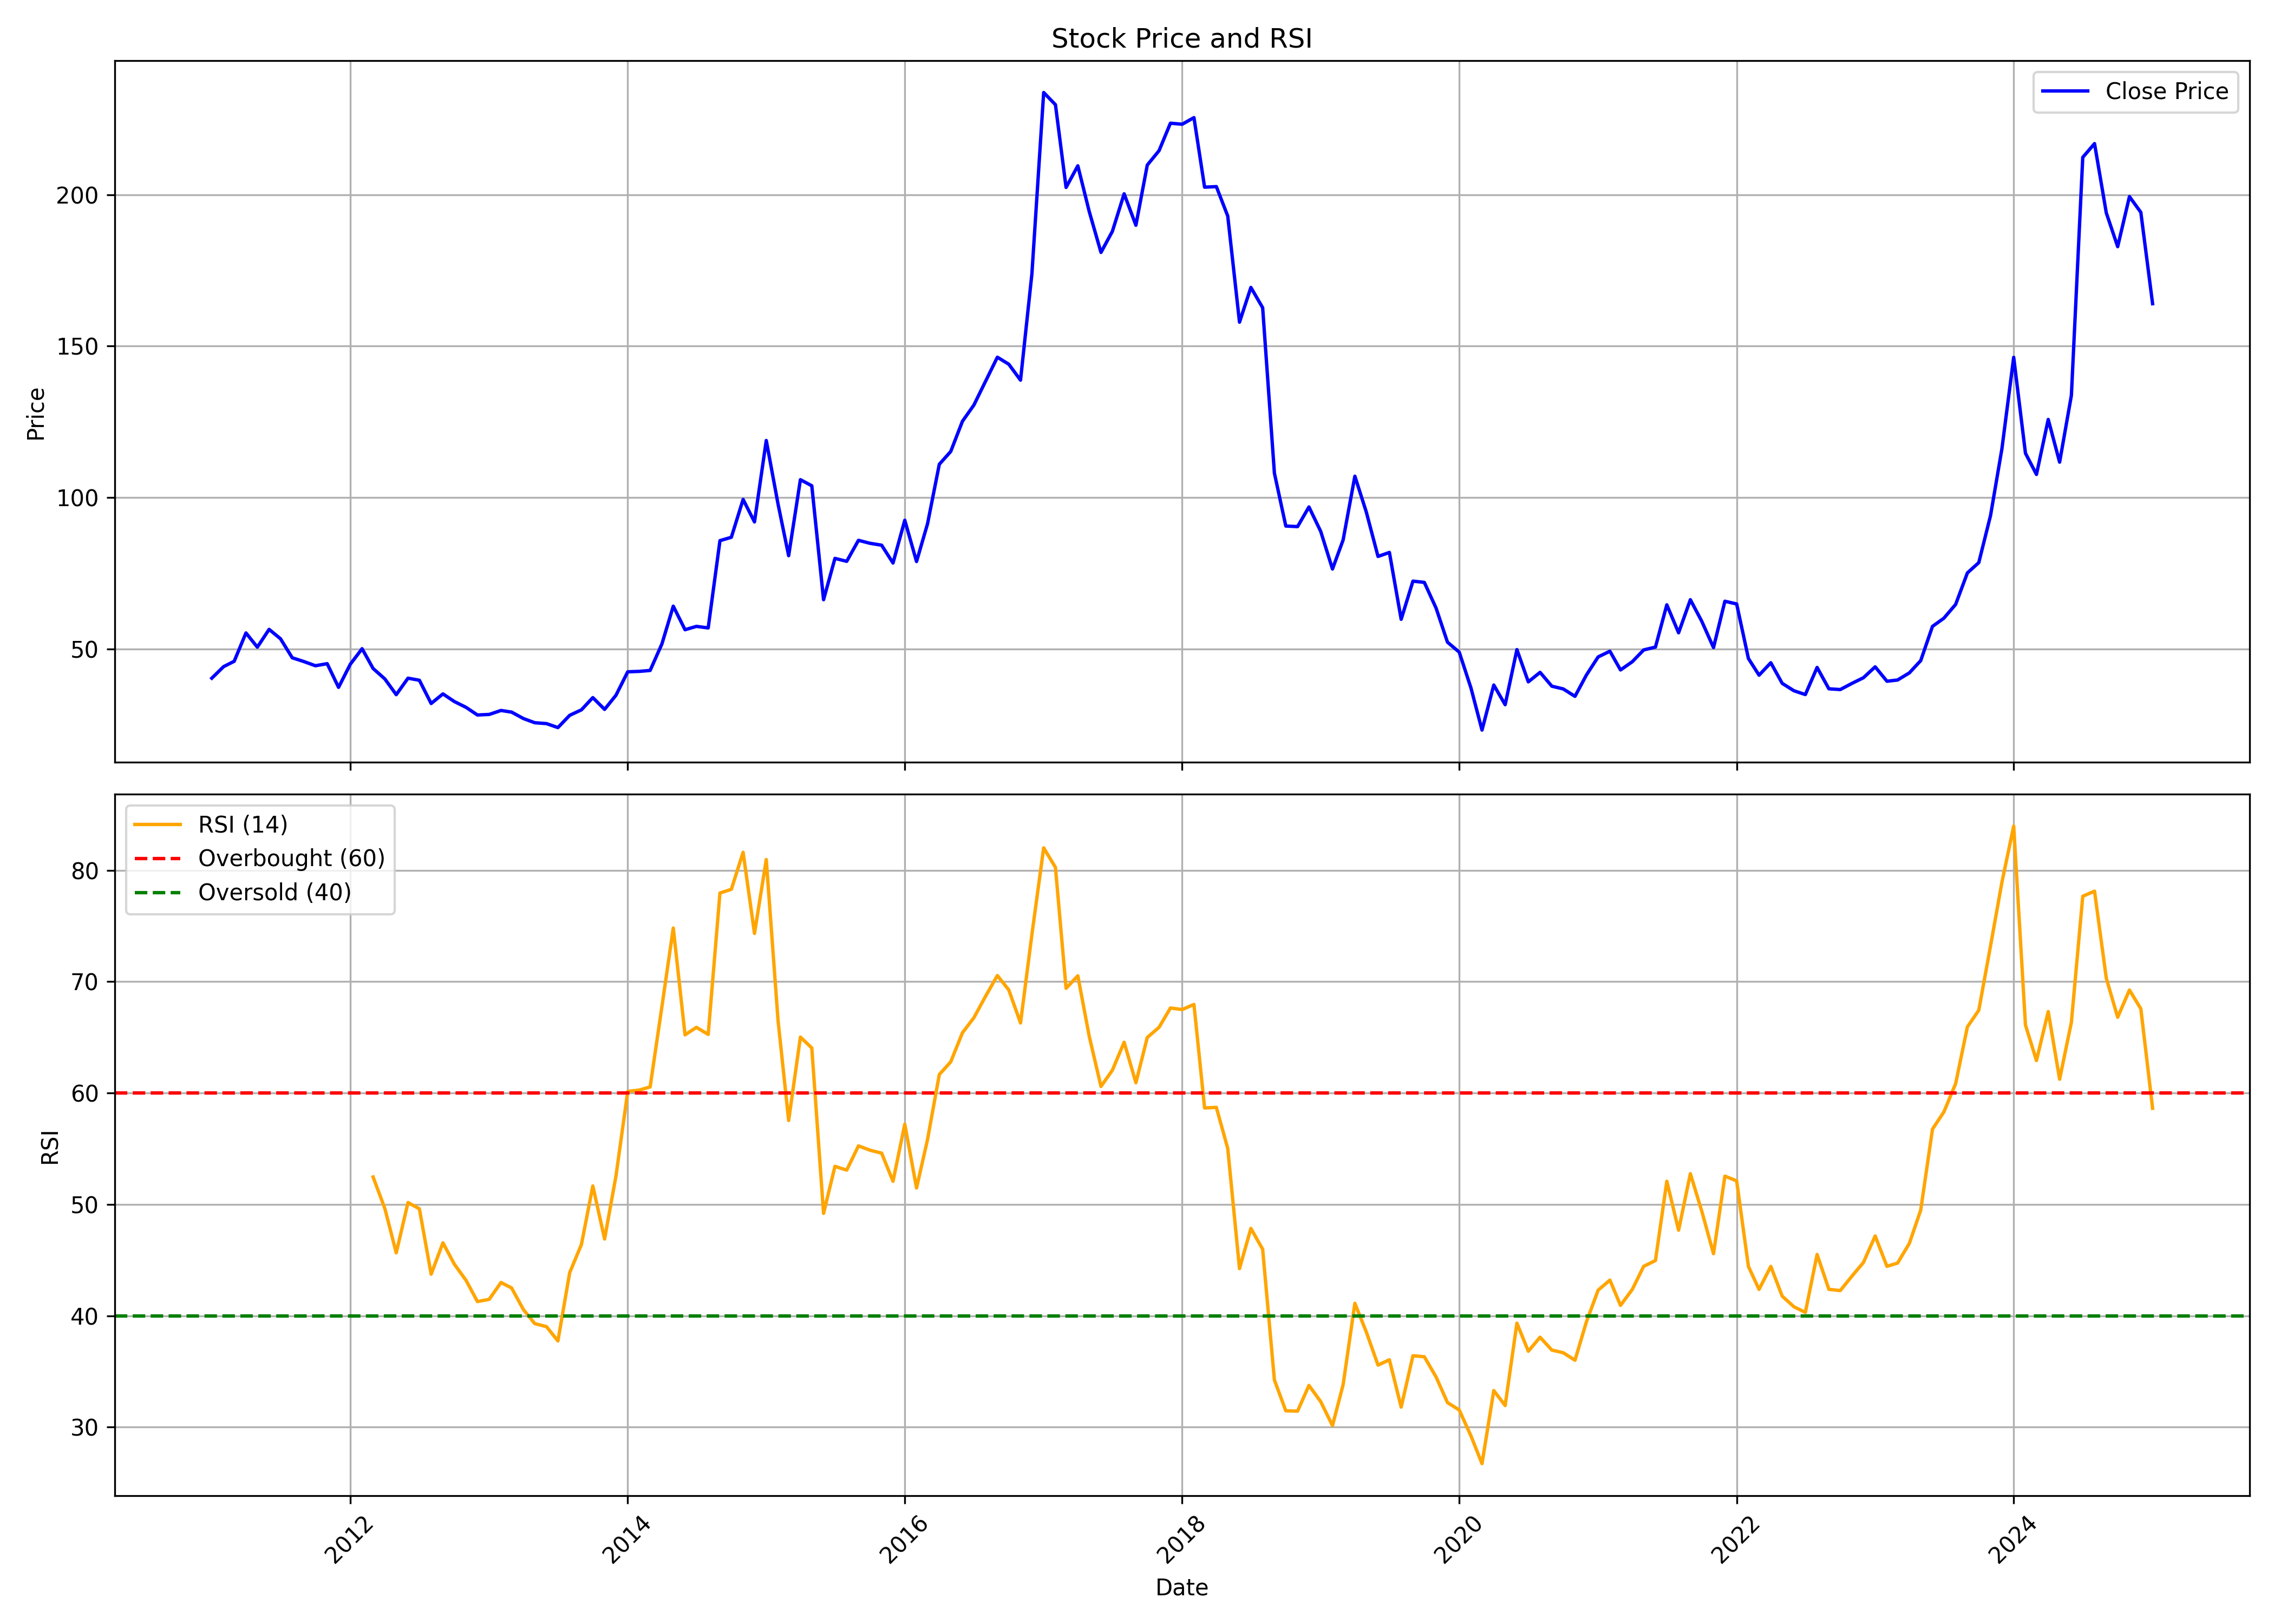 Stock Price and RSI
Close Price
200
150
100
50
Price
RSI (14)
Overbought (60)
Oversold (40)
80
70
60
50
40
30
RSI
2012
2014
2016
2018
2020
2022
2024
Date